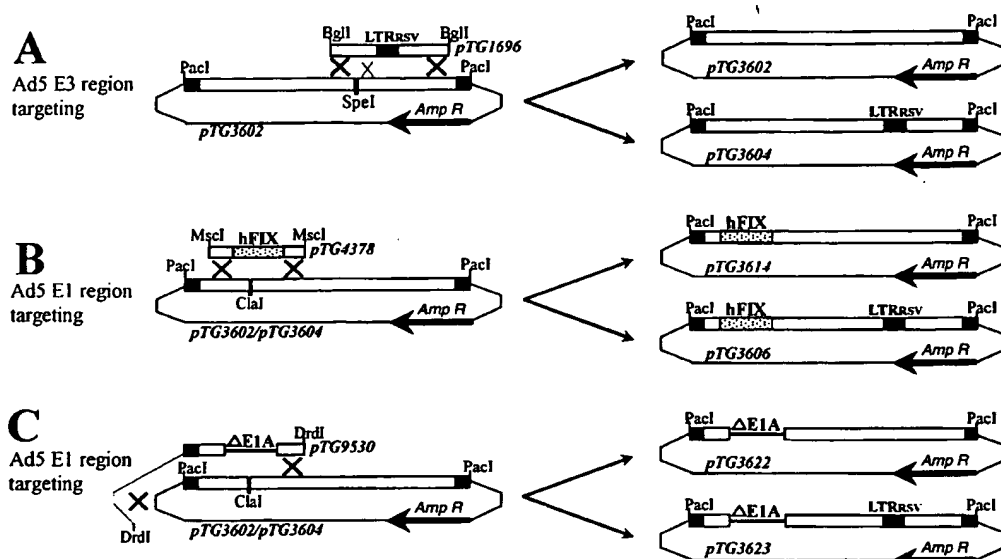 A
Ad5 E3 region
targeting
BglI
LTRRSV
BglI
pTG1696
PacI
PacI
SpeI
Amp R
pTG3602
PacI
PacI
pTG3602
Amp R
PacI
LTRRSV
PacI
pTG3604
Amp R
B
Ad5 E1 region
targeting
MscI
hFIX
MscI
pTG4378
PacI
PacI
ClaI
Amp R
pTG3602/pTG3604
PacI
hFIX
PacI
pTG3614
Amp R
PacI
hFIX
LTRRSV
PacI
pTG3606
Amp R
C
Ad5 E1 region
targeting
ΔE1A
DrdI
pTG9530
PacI
PacI
ClaI
DrdI
Amp R
pTG3602/pTG3604
PacI
ΔE1A
PacI
pTG3622
Amp R
PacI
ΔE1A
LTRRSV
PacI
pTG3623
Amp R